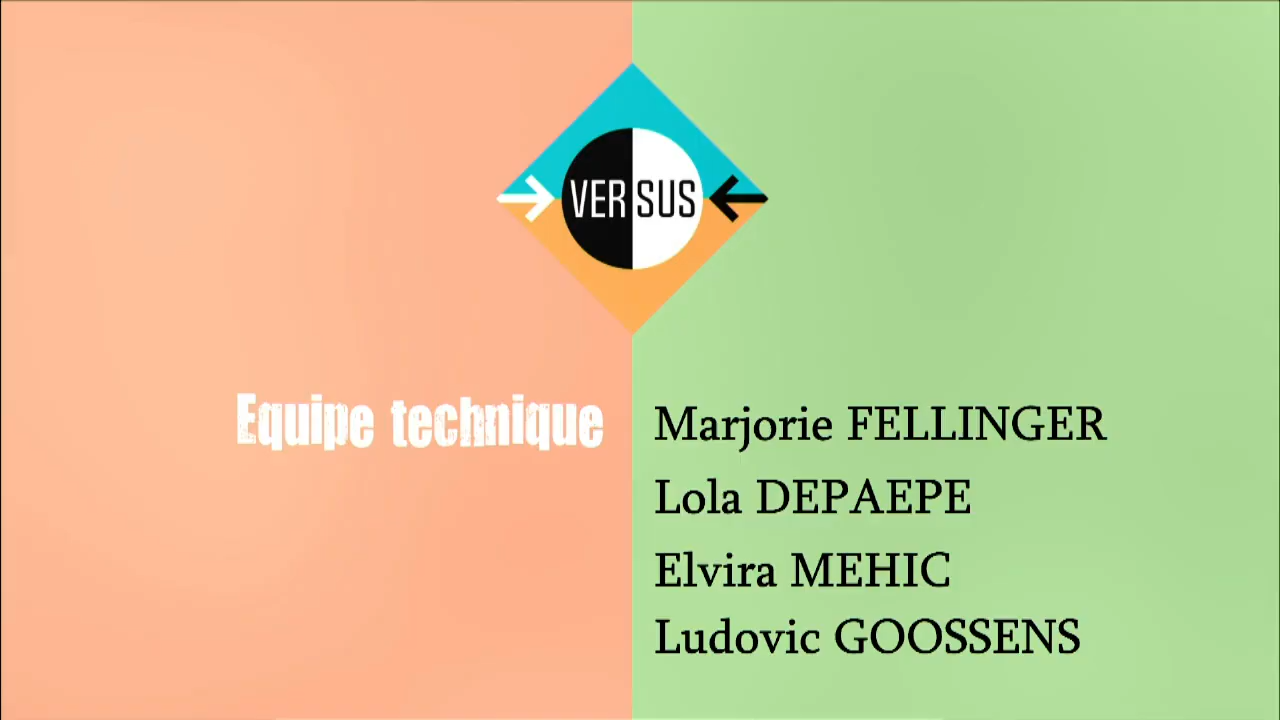 VERSUS
Equipe technique
Marjorie FELLINGER
Lola DEPAEPE
Elvira MEHIC
Ludovic GOOSSENS